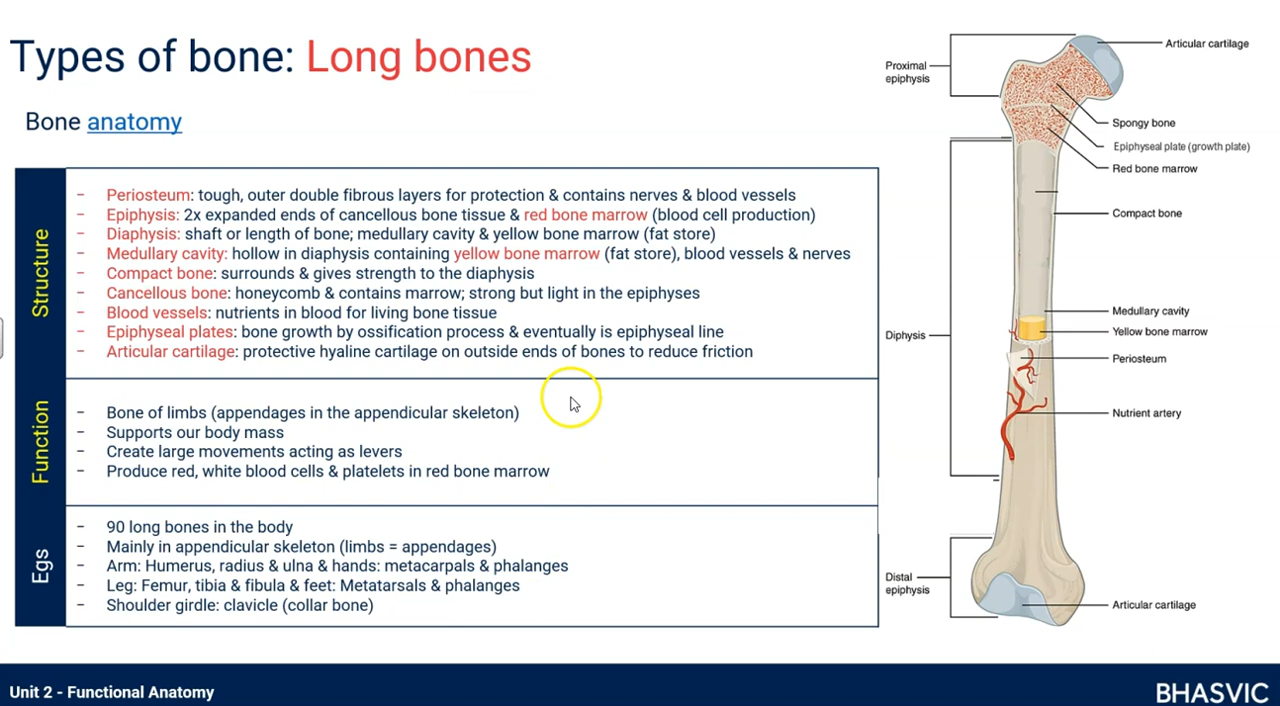 Types of bone: Long bones
Bone anatomy
Structure
- Periosteum: tough, outer double fibrous layers for protection & contains nerves & blood vessels
- Epiphysis: 2x expanded ends of cancellous bone tissue & red bone marrow (blood cell production)
- Diaphysis: shaft or length of bone; medullary cavity & yellow bone marrow (fat store)
- Medullary cavity: hollow in diaphysis containing yellow bone marrow (fat store), blood vessels & nerves
- Compact bone: surrounds & gives strength to the diaphysis
- Cancellous bone: honeycomb & contains marrow; strong but light in the epiphyses
- Blood vessels: nutrients in blood for living bone tissue
- Epiphyseal plates: bone growth by ossification process & eventually is epiphyseal line
- Articular cartilage: protective hyaline cartilage on outside ends of bones to reduce friction
Function
- Bone of limbs (appendages in the appendicular skeleton)
- Supports our body mass
- Create large movements acting as levers
- Produce red, white blood cells & platelets in red bone marrow
Egs
- 90 long bones in the body
- Mainly in appendicular skeleton (limbs = appendages)
- Arm: Humerus, radius & ulna & hands: metacarpals & phalanges
- Leg: Femur, tibia & fibula & feet: Metatarsals & phalanges
- Shoulder girdle: clavicle (collar bone)
Proximal
epiphysis
Articular cartilage
Spongy bone
Epiphyseal plate (growth plate)
Red bone marrow
Compact bone
Medullary cavity
Yellow bone marrow
Diphysis
Periosteum
Nutrient artery
Distal
epiphysis
Articular cartilage
Unit 2 - Functional Anatomy
BHASVIC